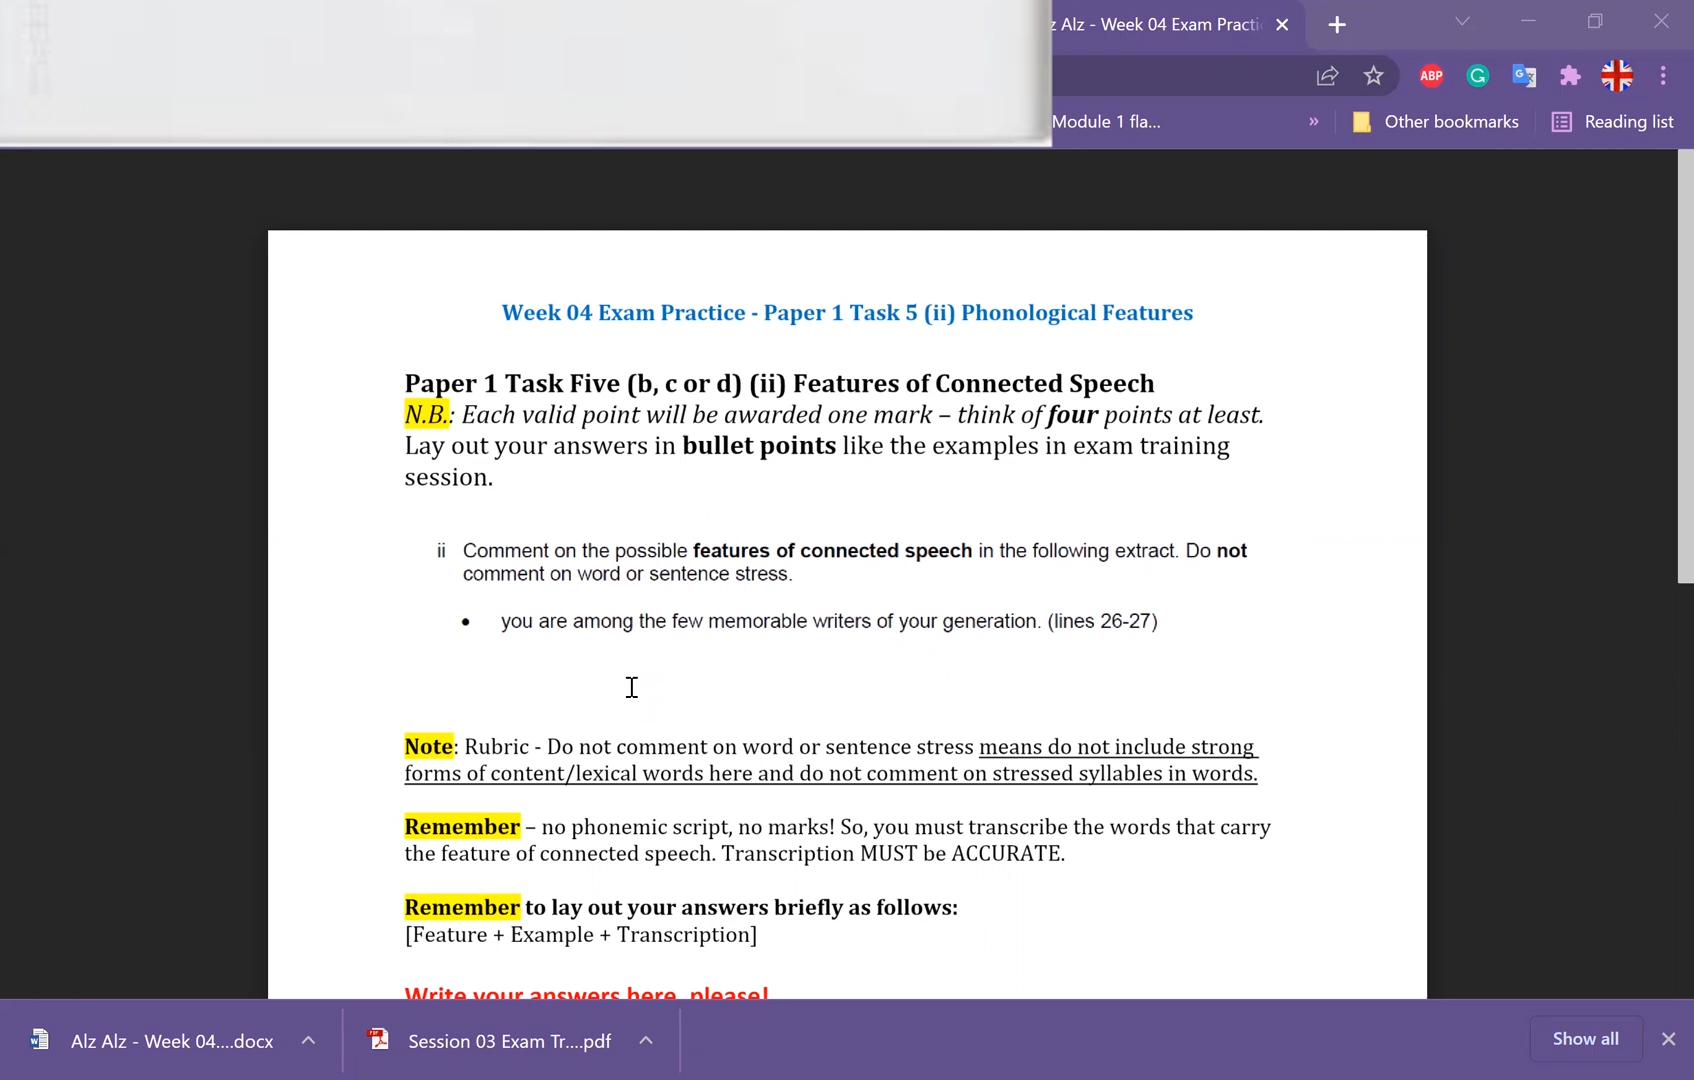 z Alz - Week 04 Exam Practi
ABP
G
Module 1 fla...
»
Other bookmarks
Reading list
Week 04 Exam Practice - Paper 1 Task 5 (ii) Phonological Features
Paper 1 Task Five (b, c or d) (ii) Features of Connected Speech
N.B.: Each valid point will be awarded one mark – think of four points at least.
Lay out your answers in bullet points like the examples in exam training
session.
ii Comment on the possible features of connected speech in the following extract. Do not
comment on word or sentence stress.
• you are among the few memorable writers of your generation. (lines 26-27)
Note: Rubric - Do not comment on word or sentence stress means do not include strong
forms of content/lexical words here and do not comment on stressed syllables in words.
Remember – no phonemic script, no marks! So, you must transcribe the words that carry
the feature of connected speech. Transcription MUST be ACCURATE.
Remember to lay out your answers briefly as follows:
[Feature + Example + Transcription]
Write your answers here, please!
Alz Alz - Week 04....docx
Session 03 Exam Tr....pdf
Show all